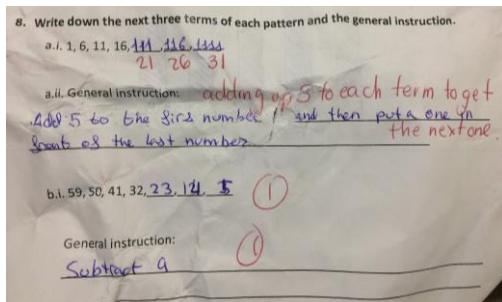 8. Write down the next three terms of each pattern and the general instruction.
a.i. 1, 6, 11, 16, 111, 116, 1111
21 26 31
a.ii. General instruction: adding up 5 to each term to get
Add 5 to the first number and then put a one in the next one
front of the last number
b.i. 59, 50, 41, 32, 23, 14, 5 1
General instruction: 1
Subtract 9